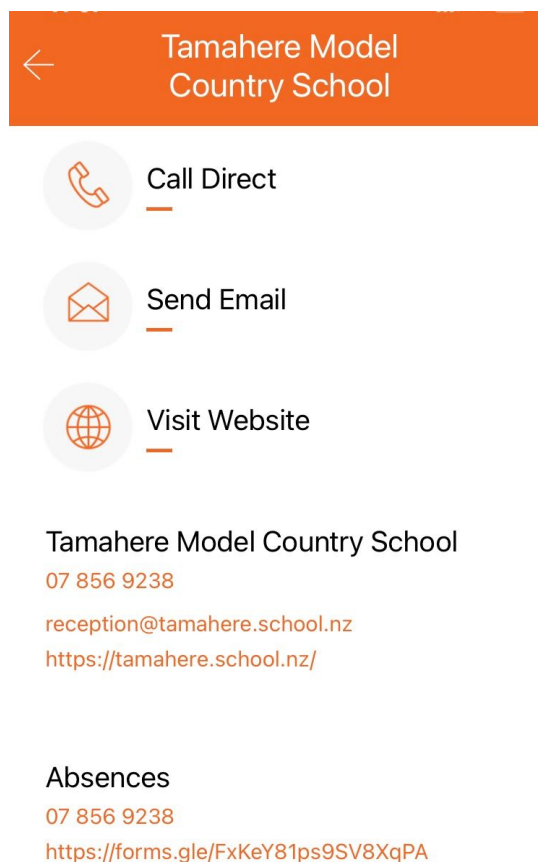 Tamahere Model
Country School
Call Direct
Send Email
Visit Website
Tamahere Model Country School
07 856 9238
reception@tamahere.school.nz
https://tamahere.school.nz/
Absences
07 856 9238
https://forms.gle/FxKeY81ps9SV8XqPA